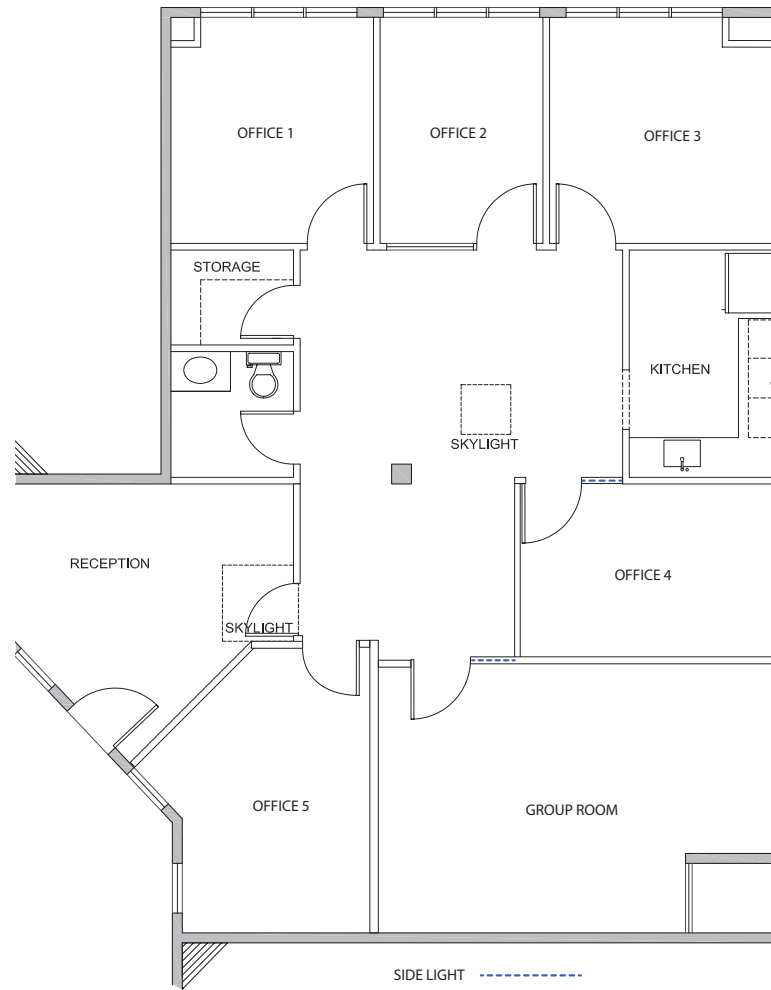 OFFICE 1
OFFICE 2
OFFICE 3
STORAGE
KITCHEN
SKYLIGHT
RECEPTION
OFFICE 4
SKYLIGHT
OFFICE 5
GROUP ROOM
SIDE LIGHT